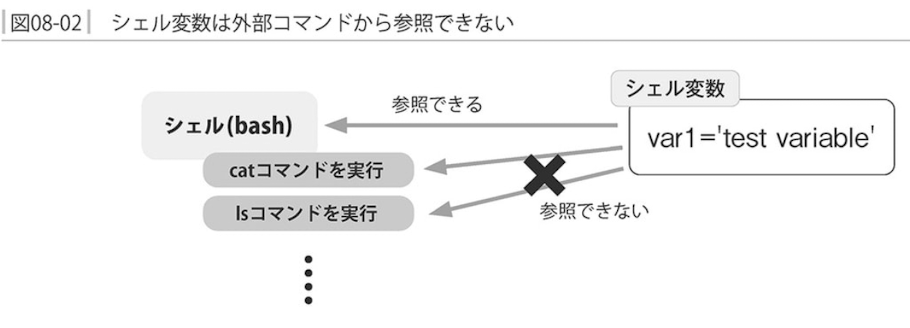 図08-02 シェル変数は外部コマンドから参照できない
シェル変数
参照できる
シェル(bash)
var1='test variable'
catコマンドを実行
lsコマンドを実行
参照できない